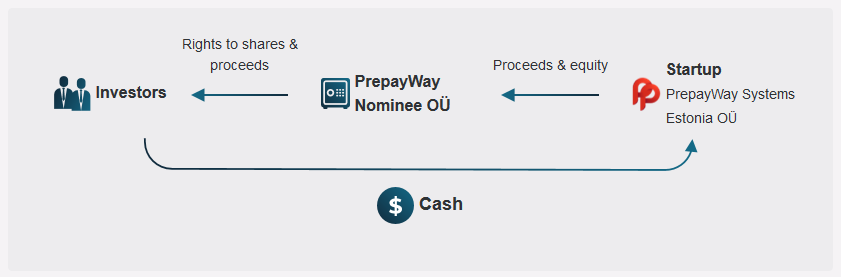 Rights to shares &
proceeds
Investors
PrepayWay
Nominee OÜ
Proceeds & equity
Startup
PrepayWay Systems
Estonia OÜ
$ Cash